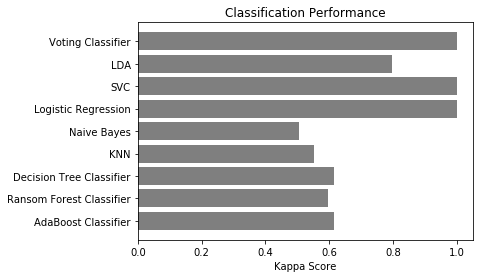 Classification Performance
Voting Classifier
LDA
SVC
Logistic Regression
Naive Bayes
KNN
Decision Tree Classifier
Ransom Forest Classifier
AdaBoost Classifier
0.0 0.2 0.4 0.6 0.8 1.0
Kappa Score